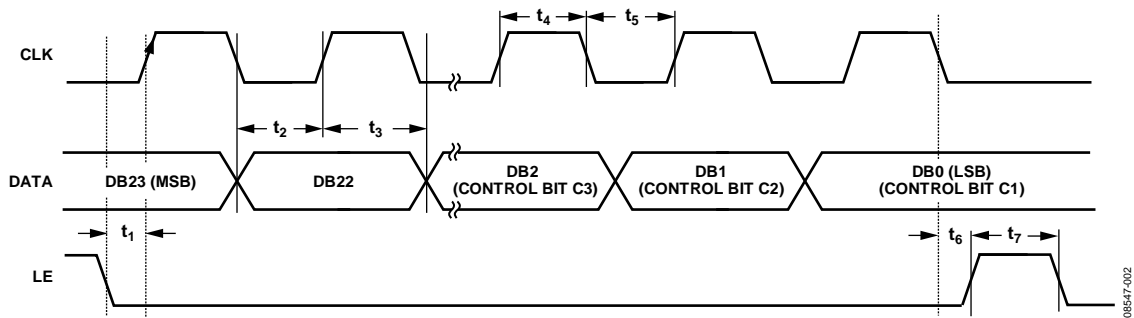 t4
t5
CLK
t2
t3
DATA
DB23 (MSB)
DB22
DB2
(CONTROL BIT C3)
DB1
(CONTROL BIT C2)
DB0 (LSB)
(CONTROL BIT C1)
t1
t6
t7
LE
08547-002